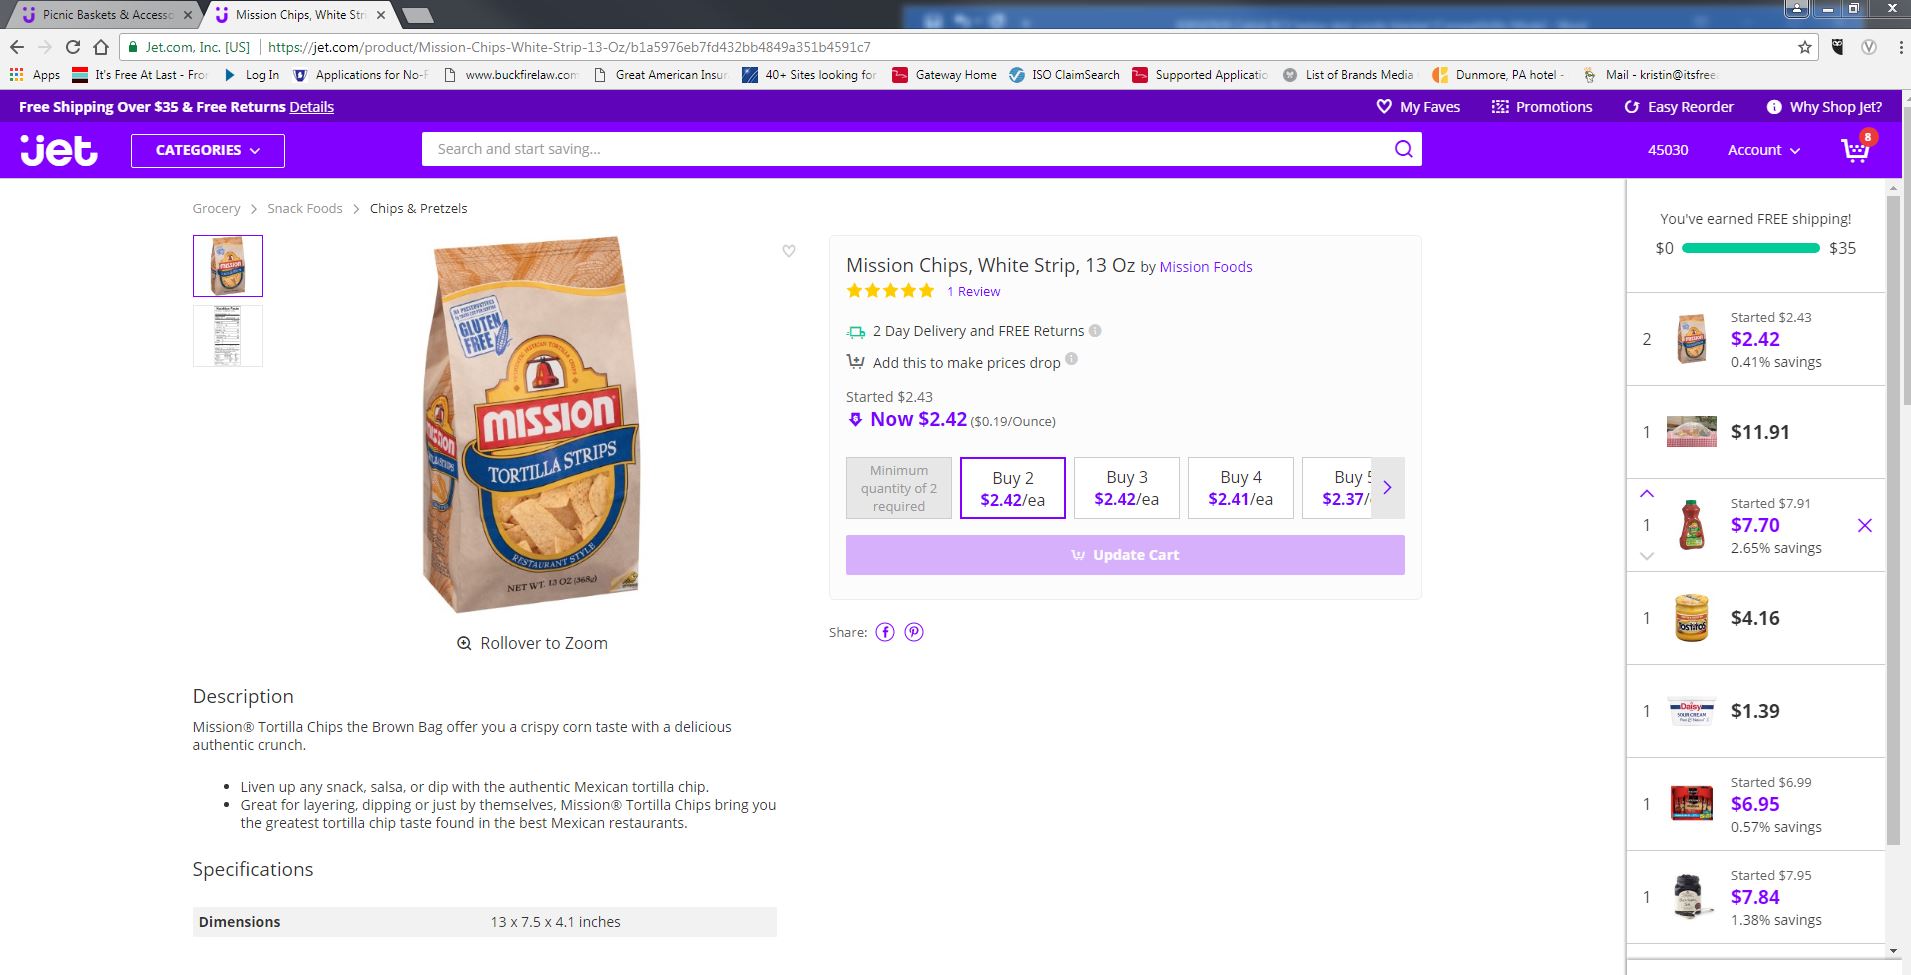 Picnic Baskets & Accesso
Mission Chips, White Stri
Jet.com, Inc. [US]
https://jet.com/product/Mission-Chips-White-Strip-13-Oz/b1a5976eb7fd432bb4849a351b4591c7
Apps
It's Free At Last - Fron
Log In
Applications for No-F
www.buckfirelaw.com
Great American Insur
40+ Sites looking for
Gateway Home
ISO ClaimSearch
Supported Applicatio
List of Brands Media
Dunmore, PA hotel -
Mail - kristin@itsfree
Free Shipping Over $35 & Free Returns Details
My Faves
Promotions
Easy Reorder
Why Shop Jet?
jet
CATEGORIES
Search and start saving...
45030
Account
8
Grocery > Snack Foods > Chips & Pretzels
NO PRESERVATIVES
GLUTEN FREE
AUTHENTIC MEXICAN TORTILLA CHIPS
MISSION
TORTILLA STRIPS
RESTAURANT STYLE
NET WT. 13 OZ (368g)
Rollover to Zoom
Mission Chips, White Strip, 13 Oz by Mission Foods
1 Review
2 Day Delivery and FREE Returns
Add this to make prices drop
Started $2.43
Now $2.42 ($0.19/Ounce)
Minimum quantity of 2 required
Buy 2
$2.42/ea
Buy 3
$2.42/ea
Buy 4
$2.41/ea
Buy 5
$2.37/
Update Cart
Share:
Description
Mission® Tortilla Chips the Brown Bag offer you a crispy corn taste with a delicious
authentic crunch.
• Liven up any snack, salsa, or dip with the authentic Mexican tortilla chip.
• Great for layering, dipping or just by themselves, Mission® Tortilla Chips bring you
the greatest tortilla chip taste found in the best Mexican restaurants.
Specifications
Dimensions 13 x 7.5 x 4.1 inches
You've earned FREE shipping!
$0 $35
2
Started $2.43
$2.42
0.41% savings
1
$11.91
1
Started $7.91
$7.70
2.65% savings
1
Tostitos
$4.16
1
Daisy
SOUR CREAM
$1.39
1
Started $6.99
$6.95
0.57% savings
1
Started $7.95
$7.84
1.38% savings